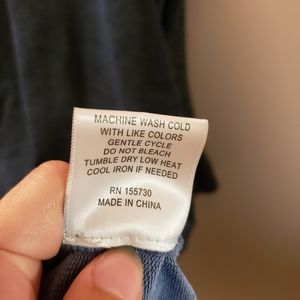 MACHINE WASH COLD
WITH LIKE COLORS
GENTLE CYCLE
DO NOT BLEACH
TUMBLE DRY LOW HEAT
COOL IRON IF NEEDED
RN 155730
MADE IN CHINA